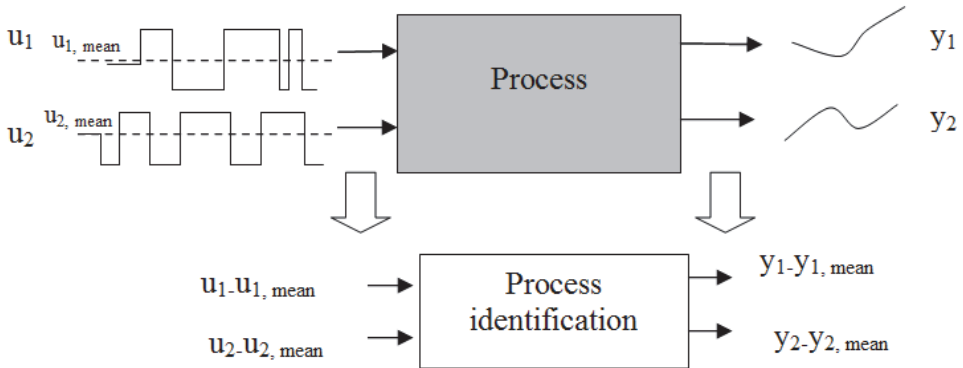 u1 u1, mean
Process
y1
u2 u2, mean
y2
u1-u1, mean
Process
identification
y1-y1, mean
u2-u2, mean
y2-y2, mean